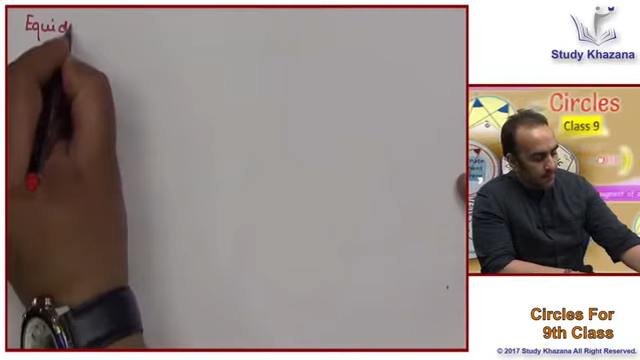 Equid
Study Khazana
Circles
Class 9
Circles For
9th Class
© 2017 Study Khazana All Right Reserved.